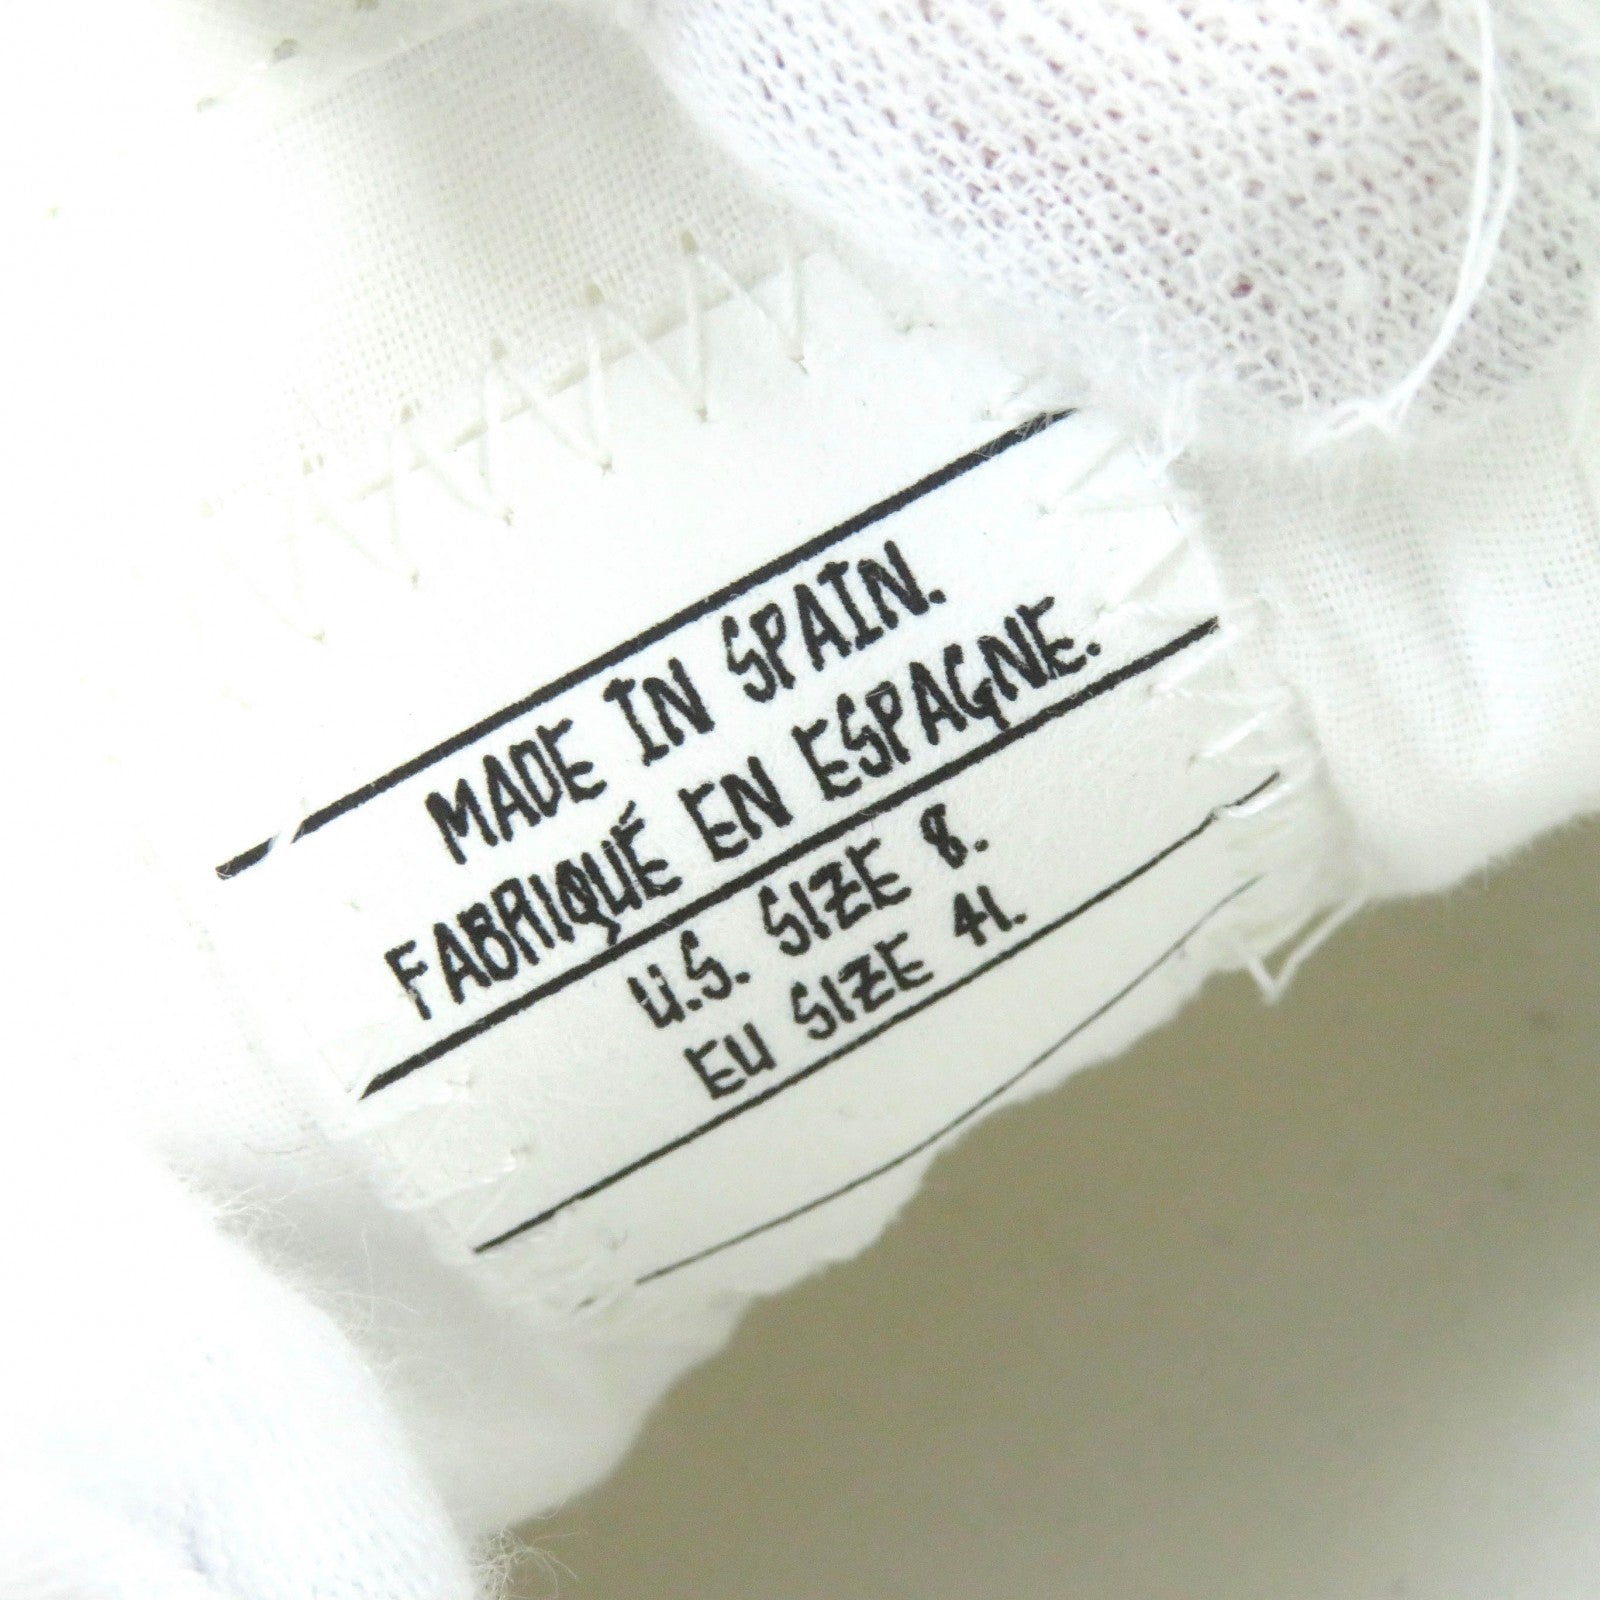 MADE IN SPAIN.
FABRIQUÉ EN ESPAGNE.
U.S. SIZE 8.
EU SIZE 41.